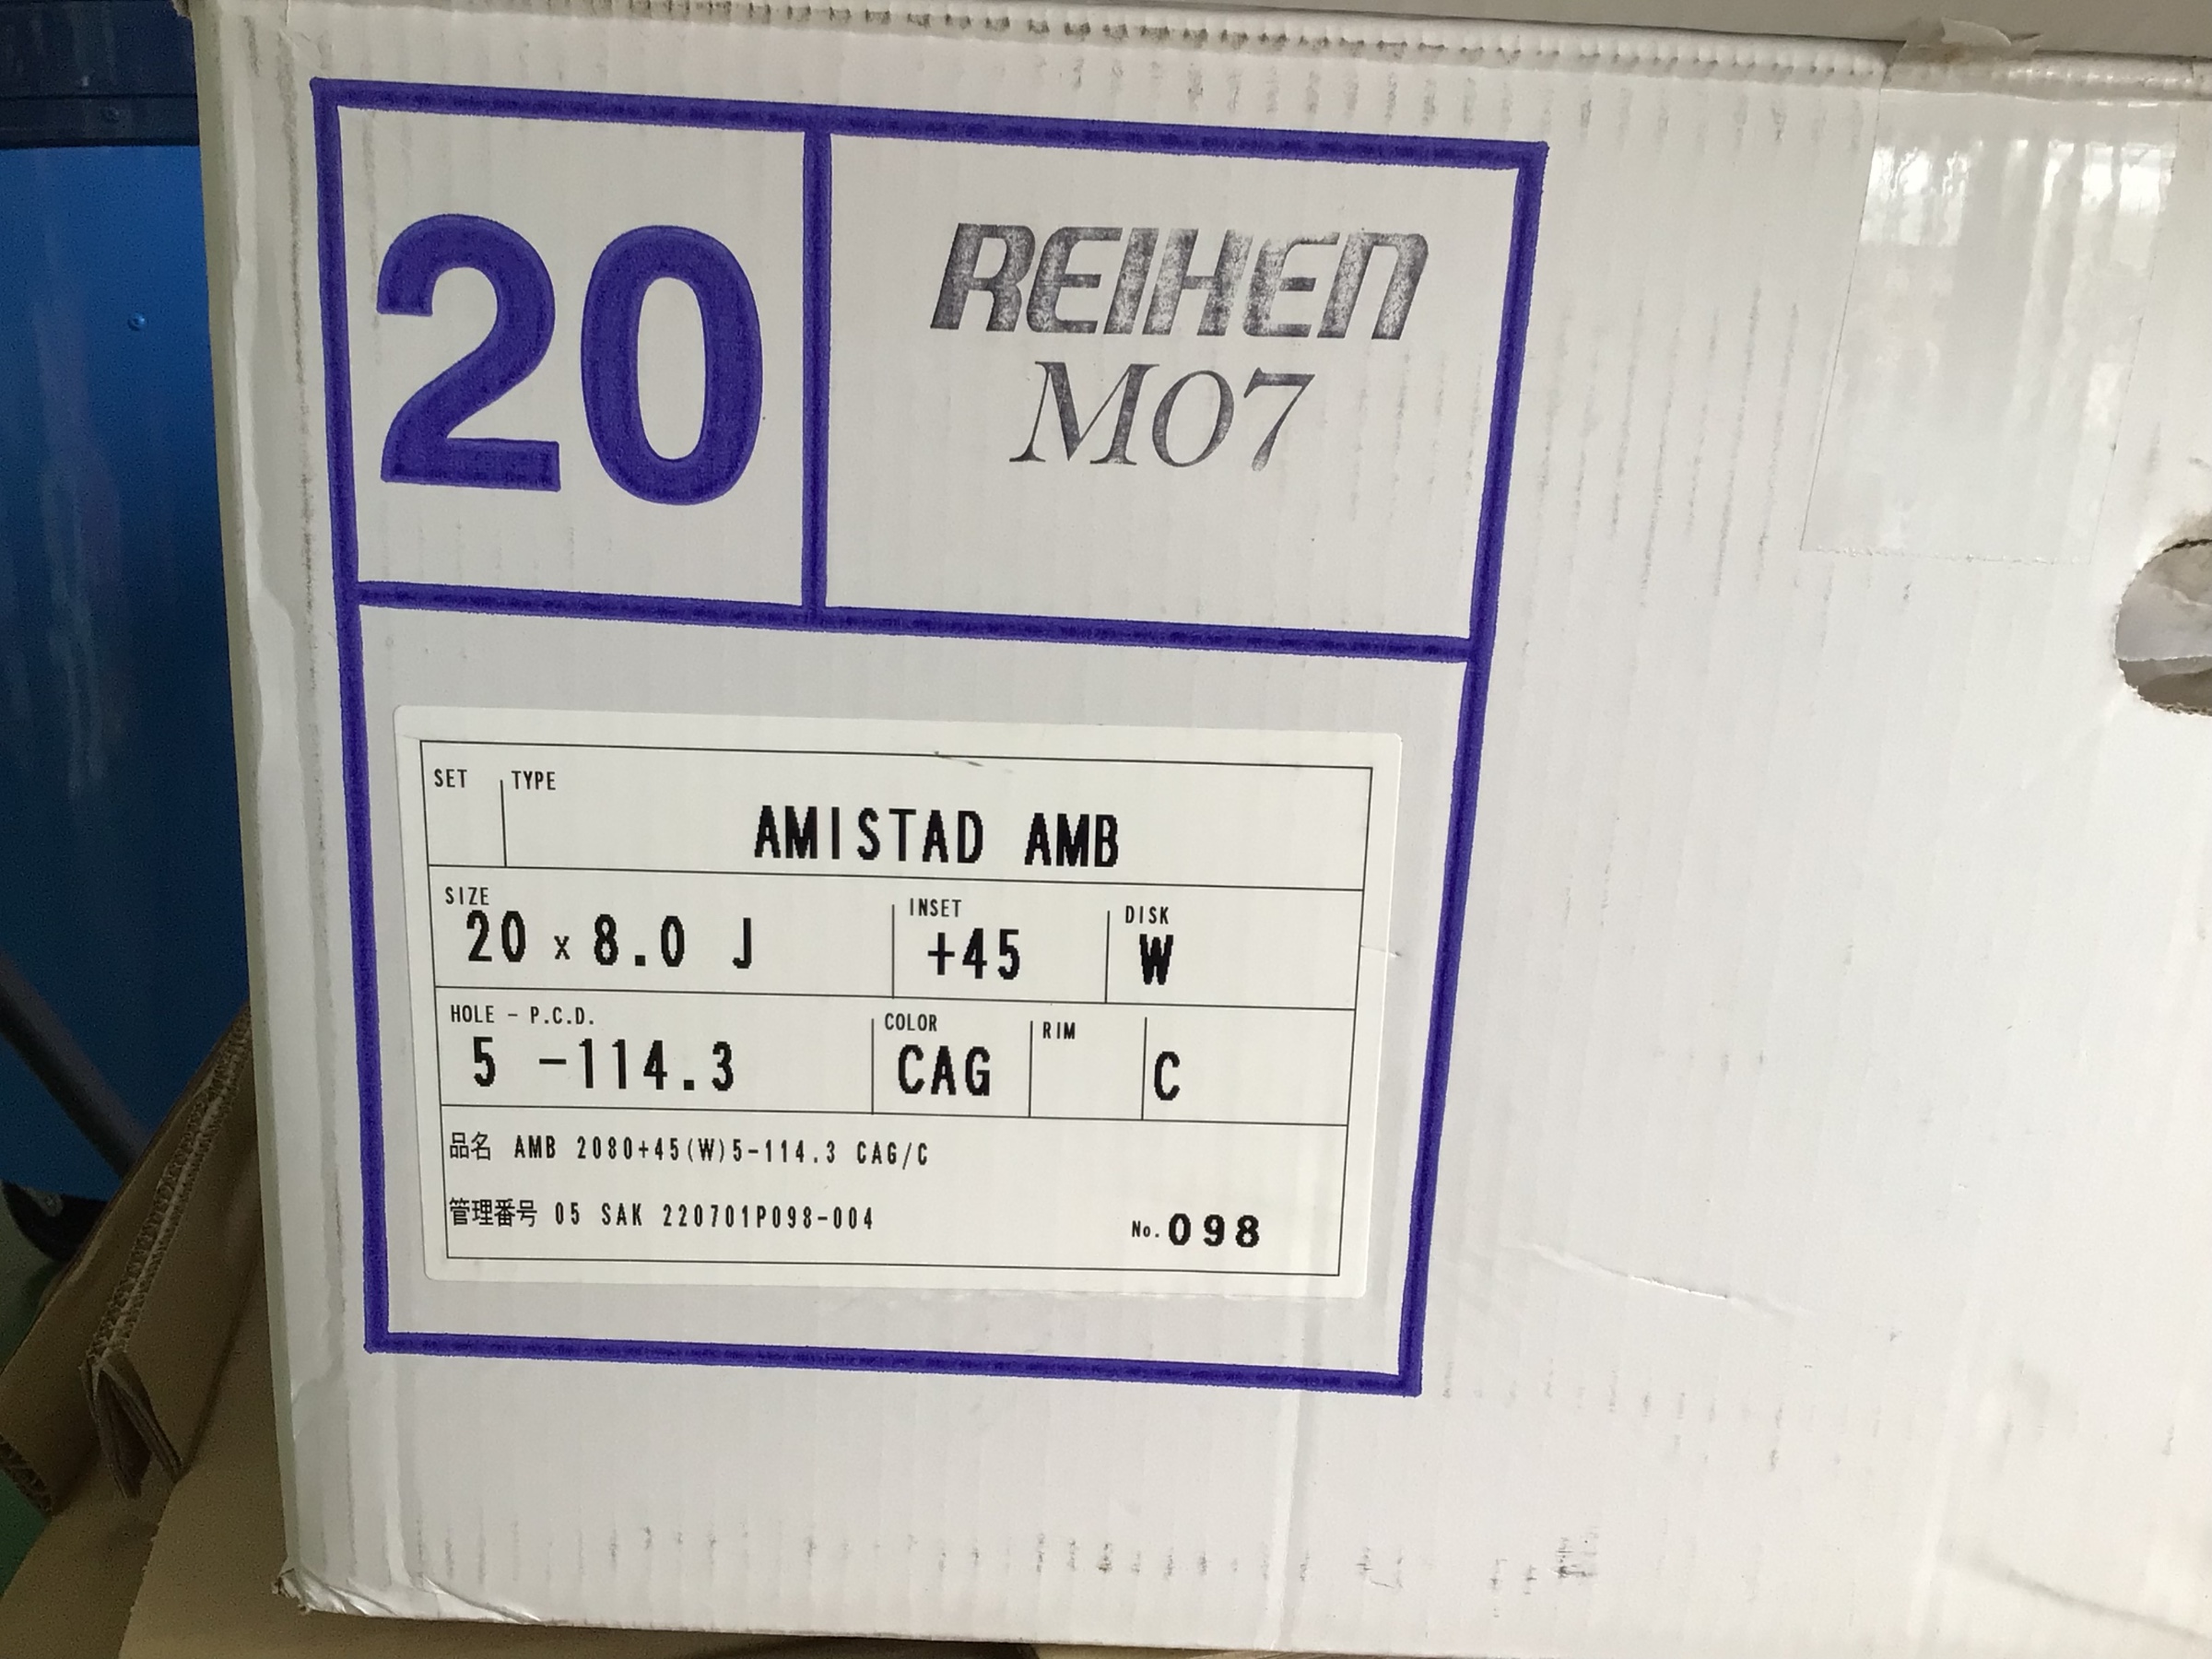 20
REIHEN
M07
SET TYPE
AMISTAD AMB
SIZE INSET DISK
20 x 8.0 J +45 W
HOLE - P.C.D. COLOR RIM
5 -114.3 CAG C
品名 AMB 2080+45(W)5-114.3 CAG/C
管理番号 05 SAK 220701P098-004 No.098